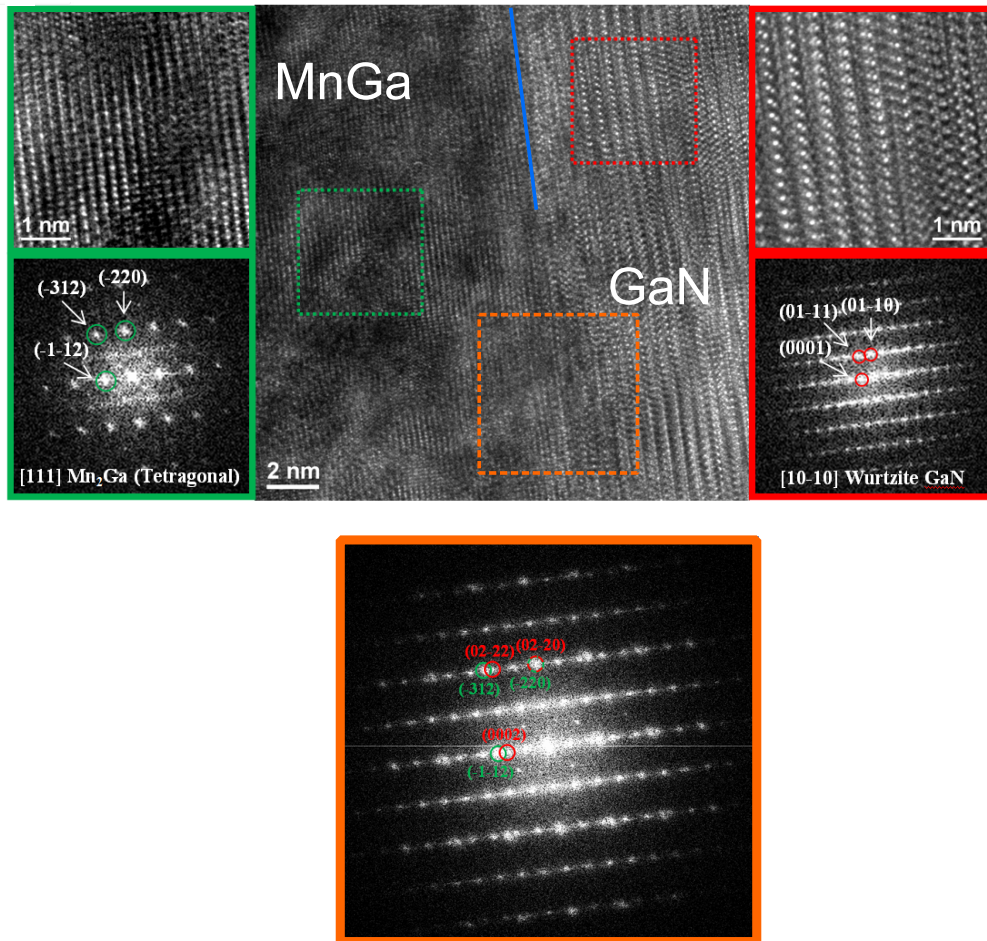 MnGa
GaN
2 nm
1 nm
(-312)
(-220)
(-1-12)
[111] Mn₂Ga (Tetragonal)
1 nm
(01-11)
(01-10)
(0001)
[10-10] Wurtzite GaN
(02-22)
(02-20)
(-312)
(-220)
(0002)
(-1-12)